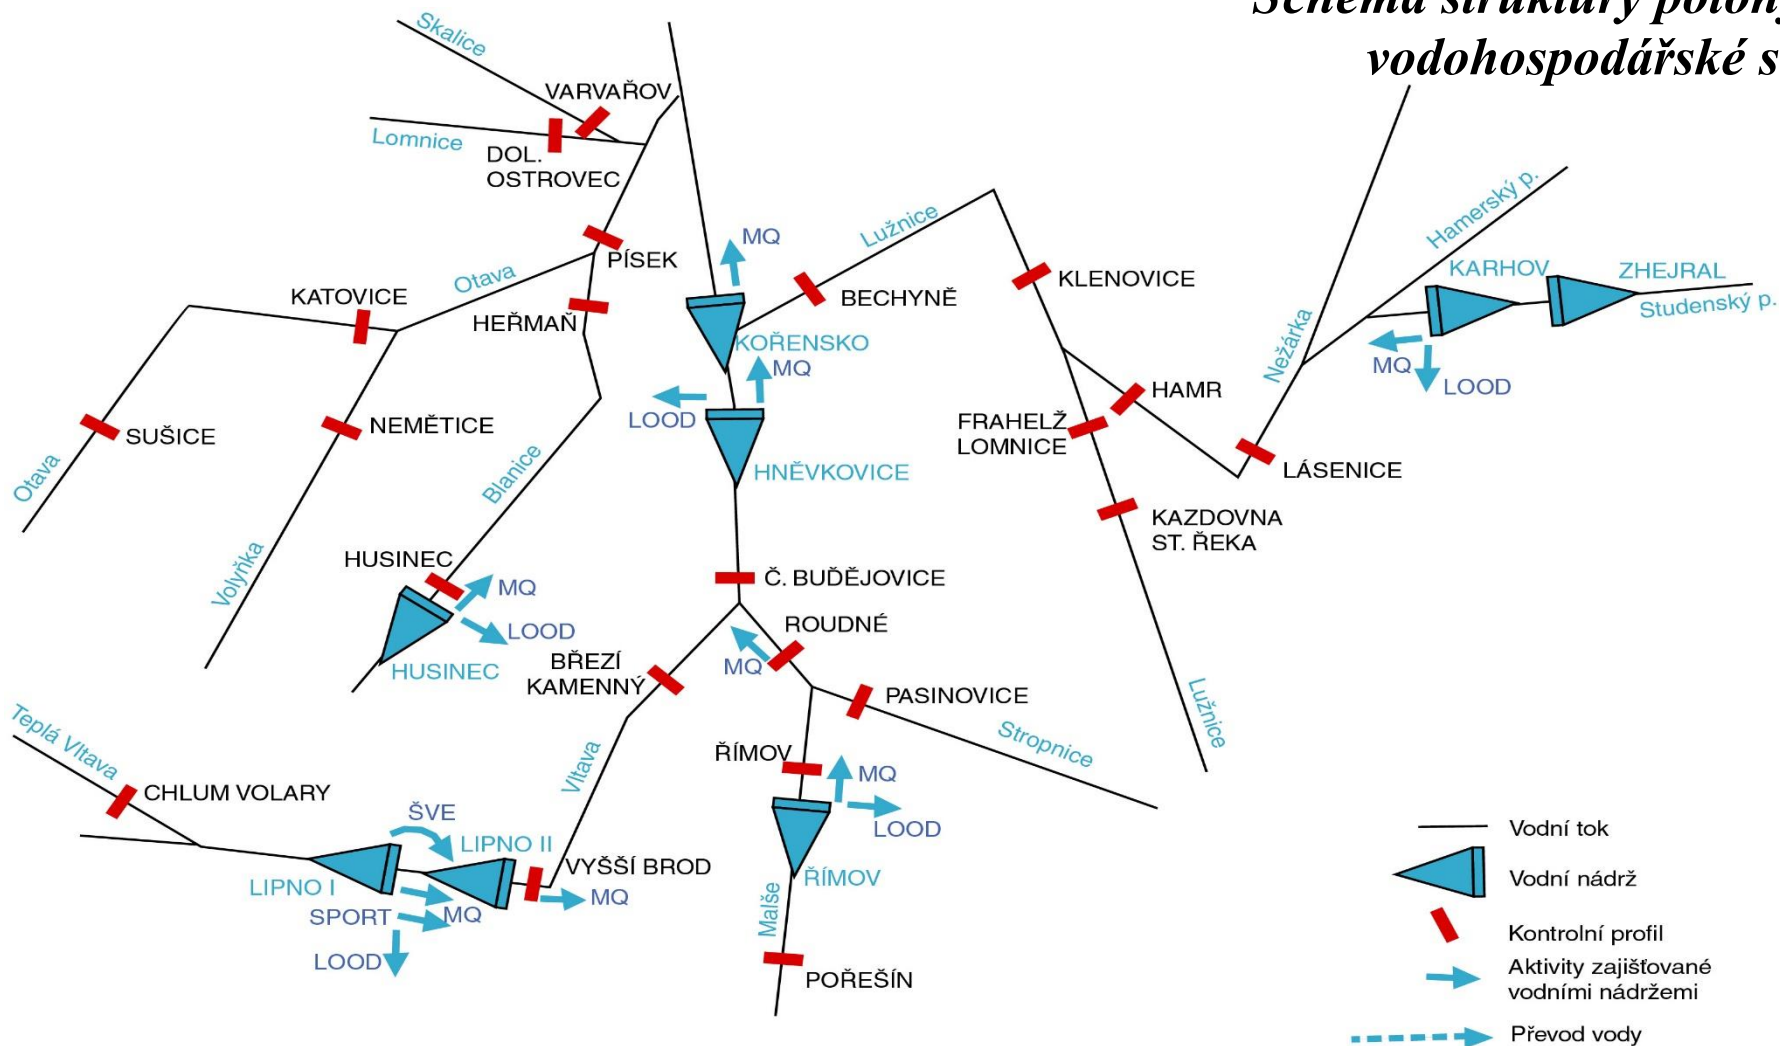 Schéma struktury
vodohospodářské s
Skalice
VARVAŘOV
Lomnice
DOL.
OSTROVEC
PÍSEK
Otava
KATOVICE
HEŘMAŇ
MQ
Lužnice
BECHYNĚ
KLENOVICE
Hamerský p.
KARHOV
ZHEJRAL
Studenský p.
Nežárka
MQ
LOOD
KOŘENSKO
MQ
LOOD
HAMR
FRAHELŽ
LOMNICE
LÁSENICE
SUŠICE
NEMĚTICE
Otava
Blanice
HNĚVKOVICE
KAZDOVNA
ST. ŘEKA
Volyňka
HUSINEC
MQ
LOOD
HUSINEC
Č. BUĎĚJOVICE
ROUDNÉ
MQ
BŘEZÍ
KAMENNÝ
PASINOVICE
Stropnice
Lužnice
Teplá Vltava
CHLUM VOLARY
Vltava
ŘÍMOV
MQ
LOOD
ŘÍMOV
ŠVE
LIPNO II
LIPNO I
VYŠŠÍ BROD
MQ
SPORT
MQ
LOOD
Malše
POŘEŠÍN
Vodní tok
Vodní nádrž
Kontrolní profil
Aktivity zajišťované
vodními nádržemi
Převod vody